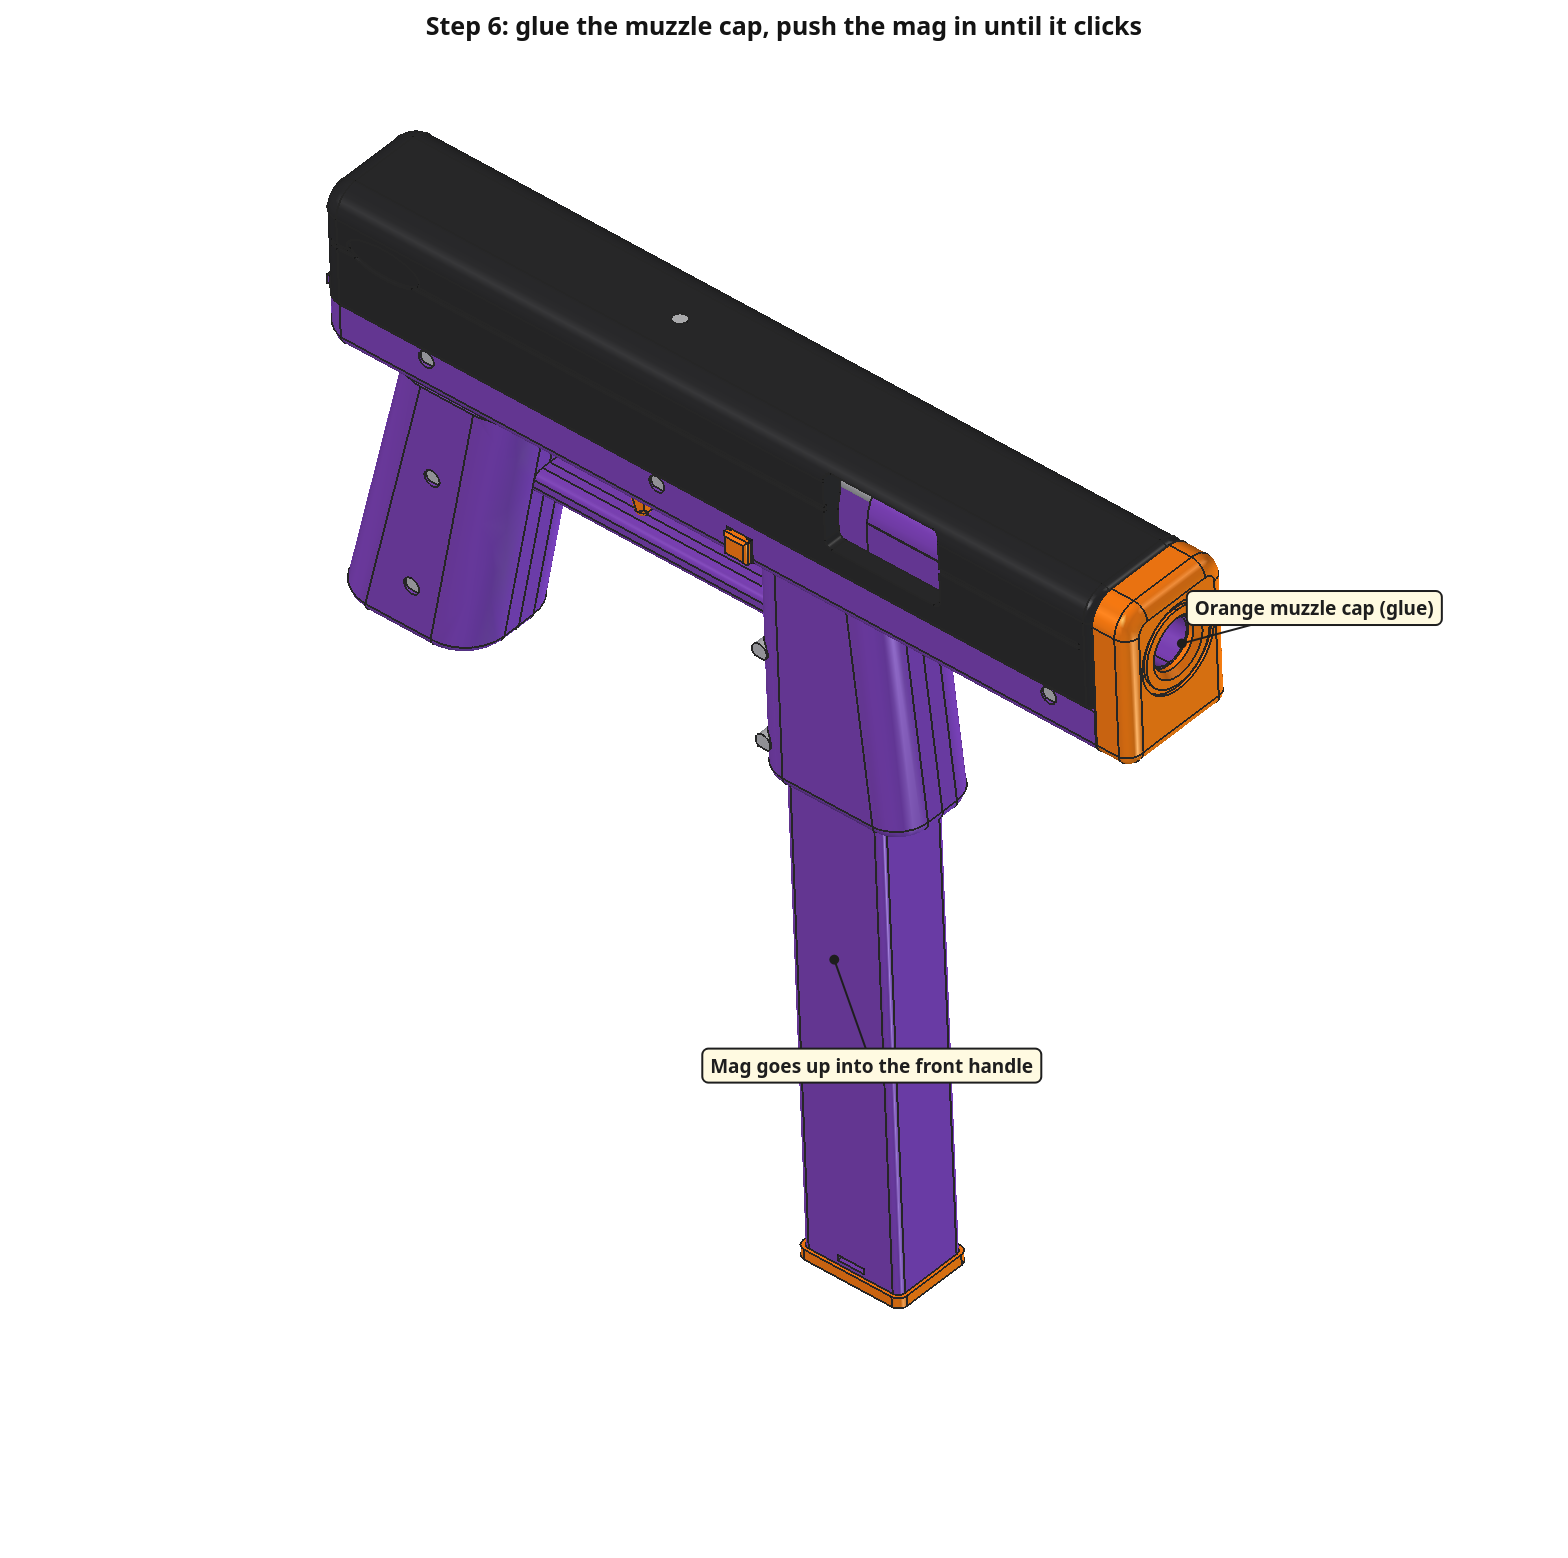 Step 6: glue the muzzle cap, push the mag in until it clicks
Orange muzzle cap (glue)
Mag goes up into the front handle